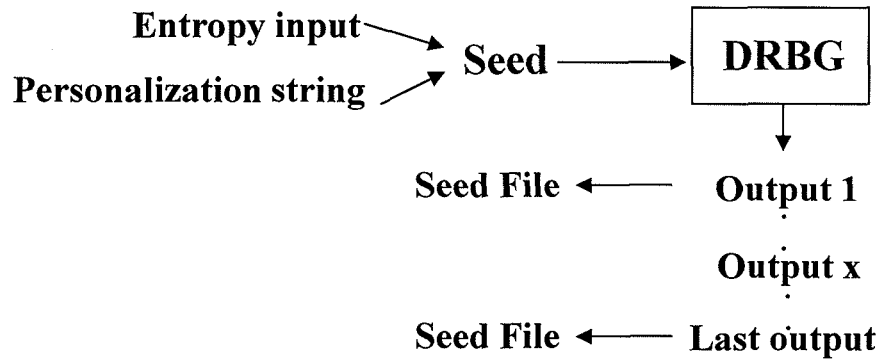 Entropy input
Personalization string
Seed
DRBG
Seed File
Output 1
Output x
Seed File
Last output